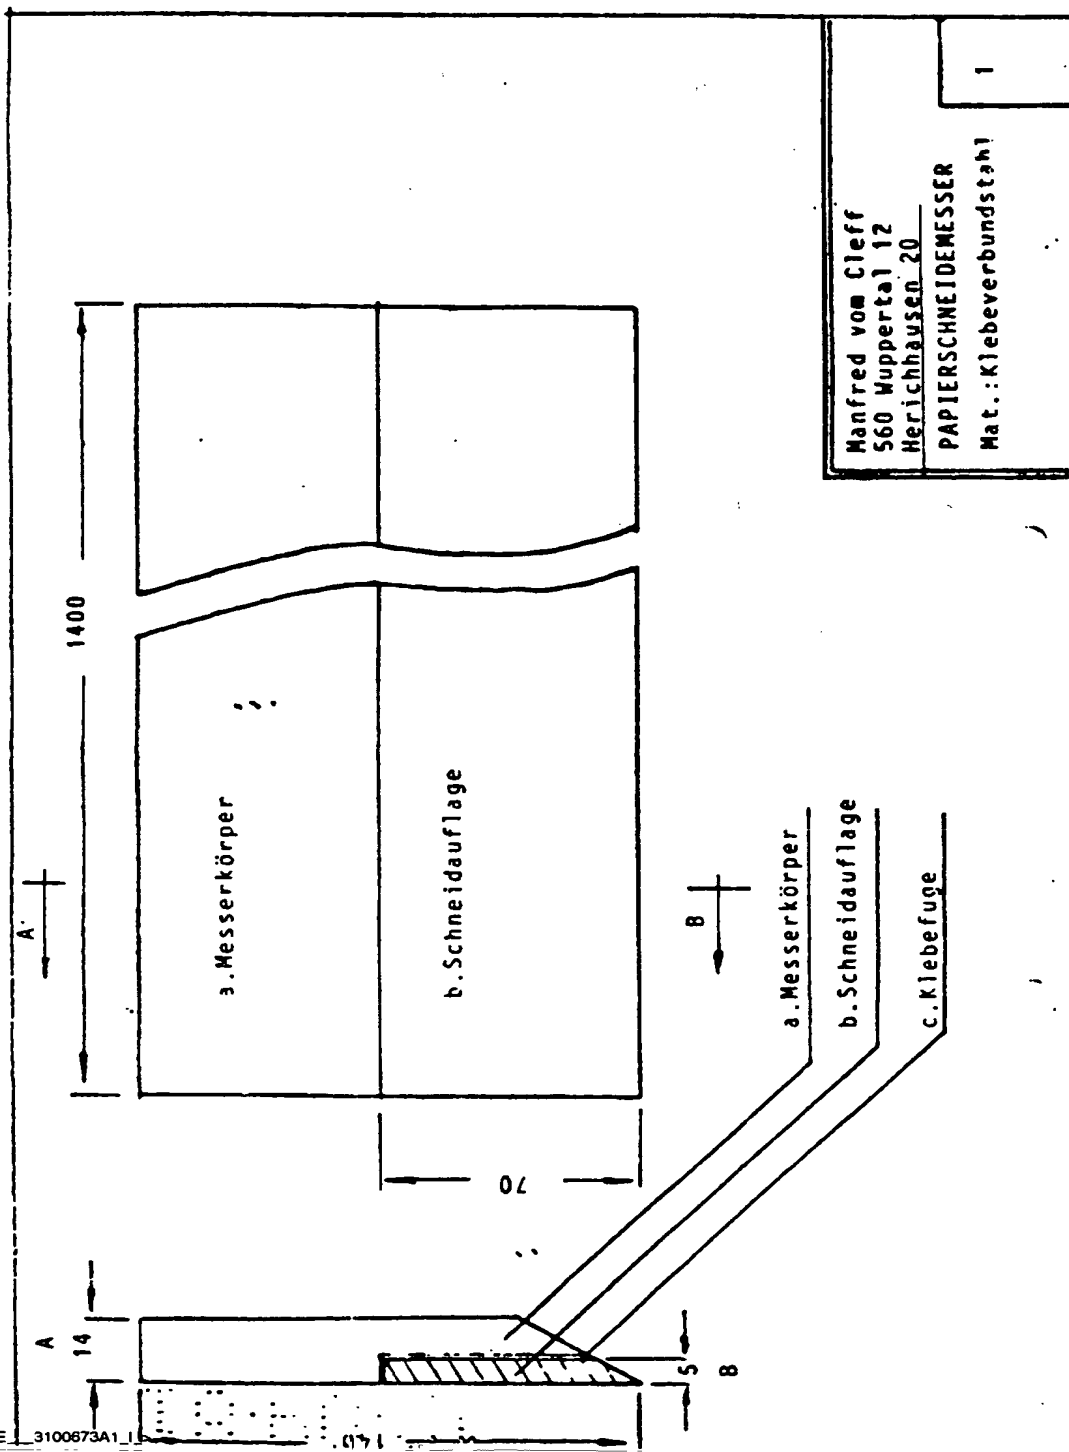 A
1400
a.Messerkörper
b.Schneidauflage
70
B
A
14
5
B
a.Messerkörper
b.Schneidauflage
c.Klebefuge
Manfred vom Cleff
560 Wuppertal 12
Herichhausen 20
PAPIERSCHNEIDEMESSER
Mat.:Klebeverbundstahl
1
3100673A1_I_